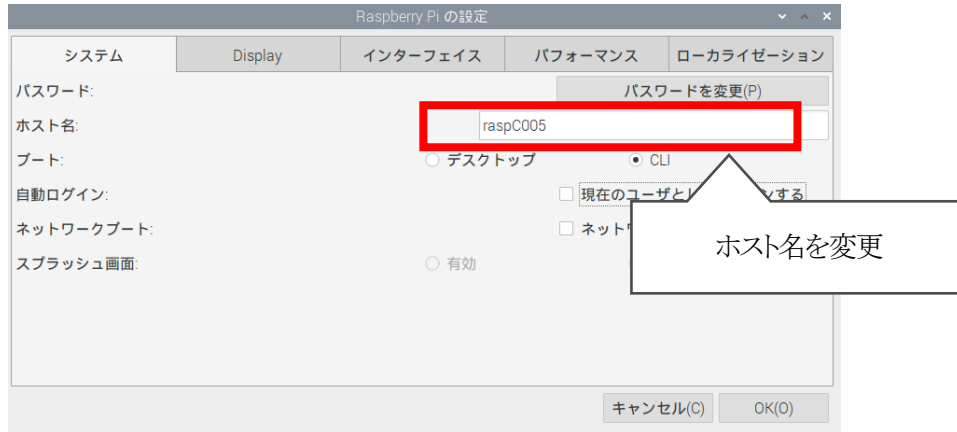 Raspberry Pi の設定
システム Display インターフェイス パフォーマンス ローカライゼーション
パスワード: パスワードを変更(P)
ホスト名: raspC005
ブート: デスクトップ CLI
自動ログイン: 現在のユーザと する
ネットワークブート:
スプラッシュ画面: 有効
ホスト名を変更
キャンセル(C) OK(O)